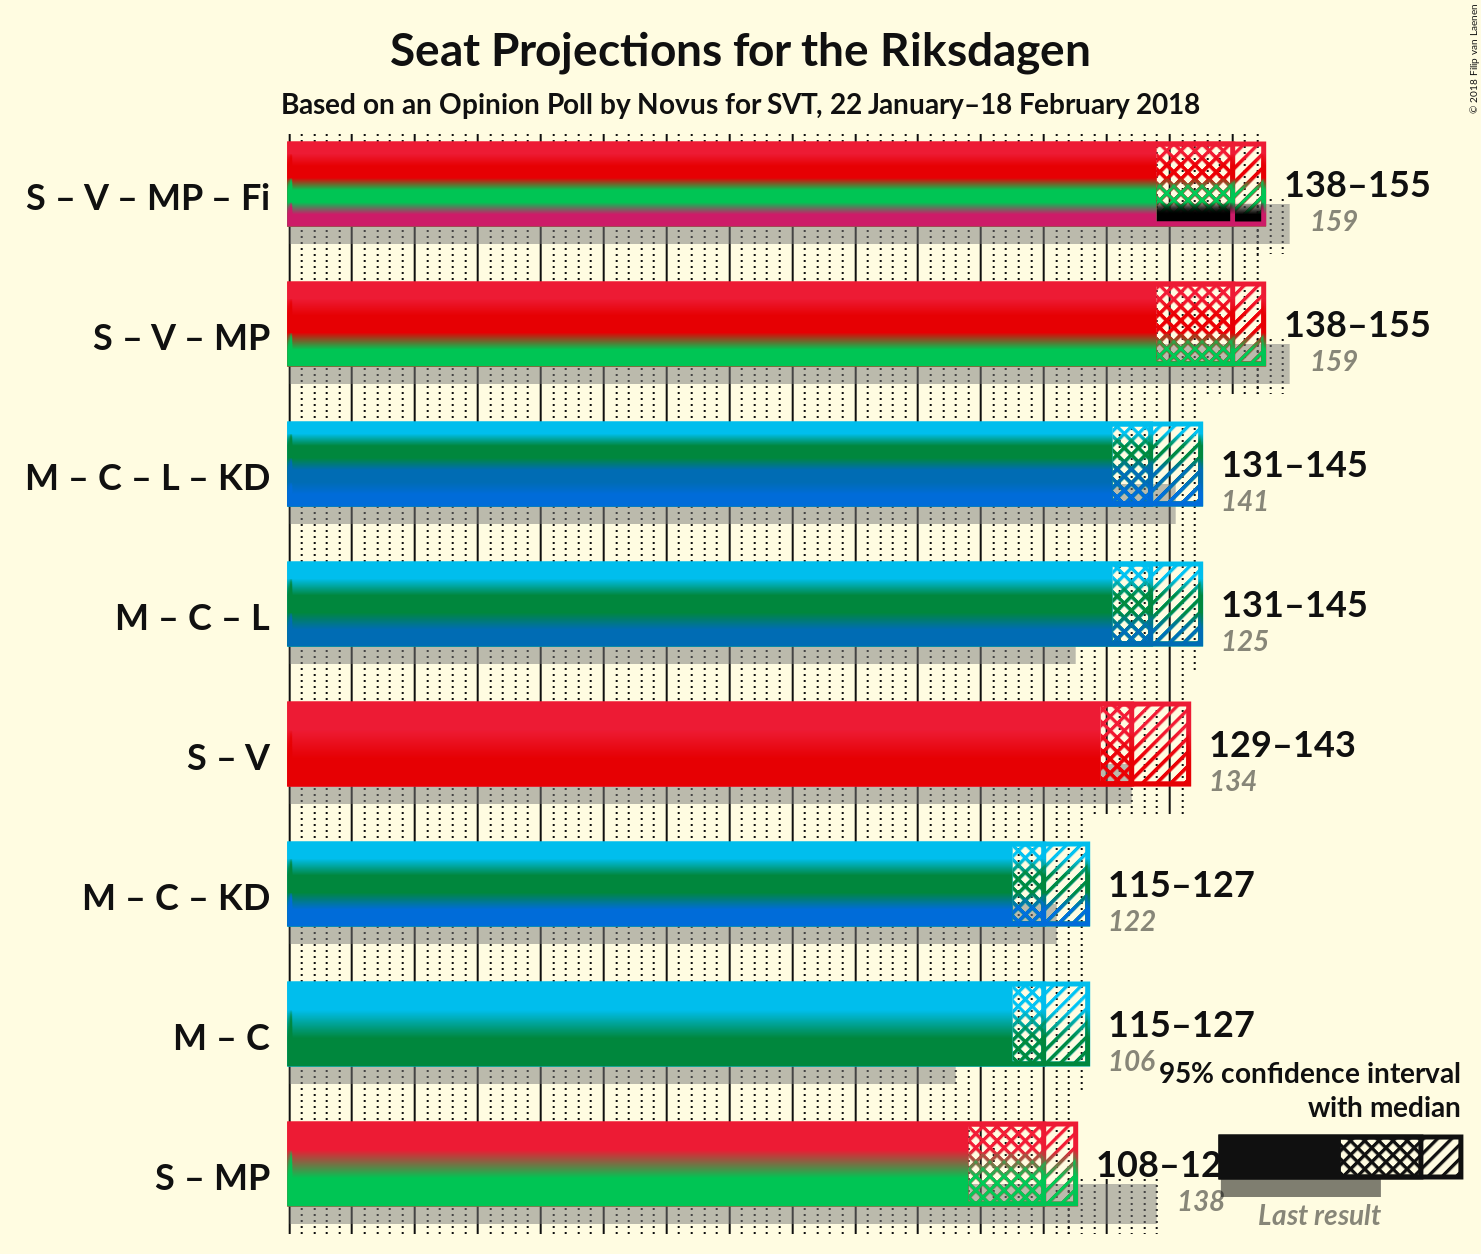 Seat Projections for the Riksdagen
Based on an Opinion Poll by Novus for SVT, 22 January–18 February 2018
© 2018 Filip van Laenen
S – V – MP – Fi
138–155
159
S – V – MP
138–155
159
M – C – L – KD
131–145
141
M – C – L
131–145
125
S – V
129–143
134
M – C – KD
115–127
122
M – C
115–127
106
S – MP
108–12
138
95% confidence interval
with median
Last result